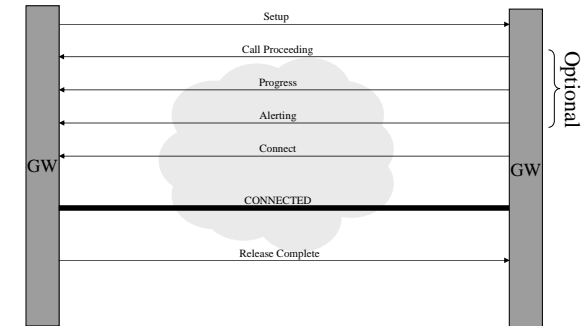 Setup
Call Proceeding
Progress
Alerting
Optional
Connect
GW
GW
CONNECTED
Release Complete